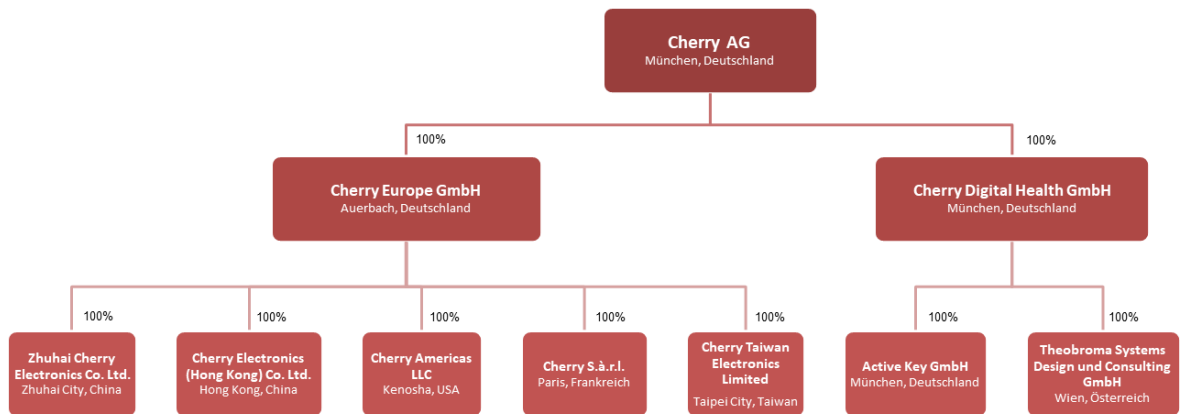 Cherry AG
München, Deutschland
100%
100%
Cherry Europe GmbH
Auerbach, Deutschland
Cherry Digital Health GmbH
München, Deutschland
100%
100%
100%
100%
100%
100%
100%
Zhuhai Cherry
Electronics Co. Ltd.
Zhuhai City, China
Cherry Electronics
(Hong Kong) Co. Ltd.
Hong Kong, China
Cherry Americas
LLC
Kenosha, USA
Cherry S.à.r.l.
Paris, Frankreich
Cherry Taiwan
Electronics
Limited
Taipei City, Taiwan
Active Key GmbH
München, Deutschland
Theobroma Systems
Design und Consulting
GmbH
Wien, Österreich